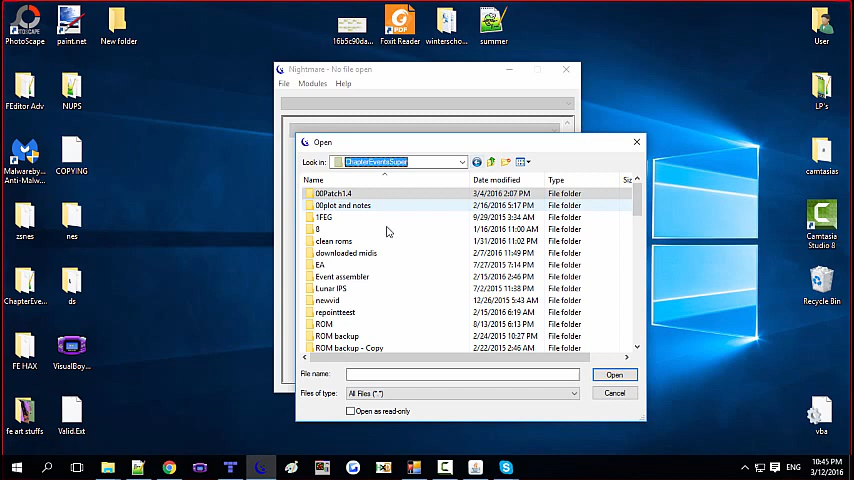 PhotoScape
paint.net
New folder
16b5c90da...
Foxit Reader
winterscho...
summer
User
FEditor Adv
NUPS
LP's
Malwareby...
Anti-Malw...
COPYING
camtasias
zsnes
nes
Camtasia
Studio 8
ChapterEve...
ds
Recycle Bin
FE HAX
VisualBoy...
fe art stuffs
Valid.Ext
vba
Nightmare - No file open
File Modules Help
Open
Look in: ChapterEventsSuper
Name Date modified Type Siz
00Patch1.4 3/4/2016 2:07 PM File folder
00plot and notes 2/16/2016 5:17 PM File folder
1FEG 9/29/2015 3:34 AM File folder
8 1/16/2016 11:00 AM File folder
clean roms 1/31/2016 11:02 PM File folder
downloaded midis 2/7/2016 11:49 PM File folder
EA 7/27/2015 7:14 PM File folder
Event assembler 2/15/2016 2:46 PM File folder
Lunar IPS 7/2/2015 11:38 PM File folder
newvid 12/26/2015 5:43 AM File folder
repointteest 2/15/2016 6:19 AM File folder
ROM 8/13/2015 6:13 PM File folder
ROM backup 2/24/2015 10:27 PM File folder
ROM backup - Copy 2/22/2015 2:46 AM File folder
File name: Open
Files of type: All Files (*.*) Cancel
Open as read-only
ENG
10:45 PM
3/12/2016